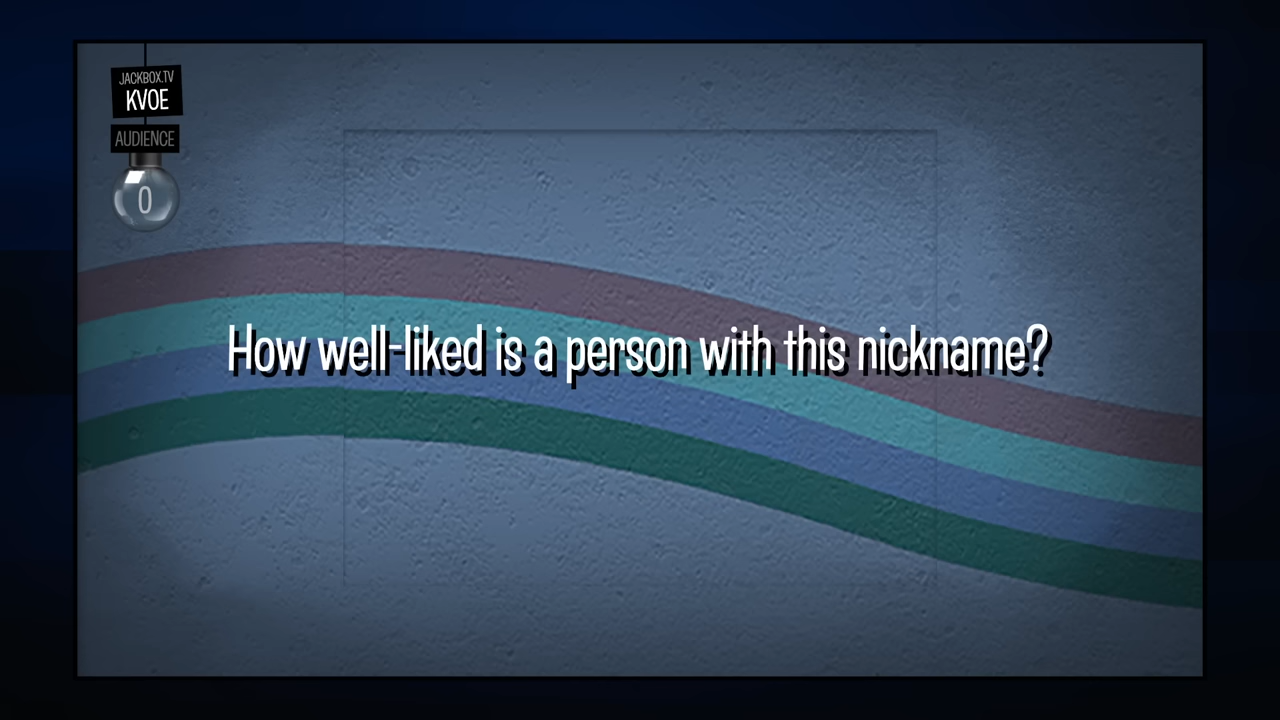 JACKBOX.TV
KVOE
AUDIENCE
0
How well-liked is a person with this nickname?